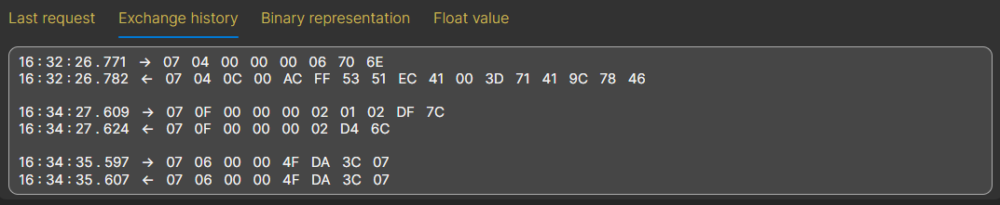 Last request Exchange history Binary representation Float value
16:32:26.771 → 07 04 00 00 00 06 70 6E
16:32:26.782 ← 07 04 0C 00 AC FF 53 51 EC 41 00 3D 71 41 9C 78 46
16:34:27.609 → 07 0F 00 00 00 02 01 02 DF 7C
16:34:27.624 ← 07 0F 00 00 00 02 D4 6C
16:34:35.597 → 07 06 00 00 4F DA 3C 07
16:34:35.607 ← 07 06 00 00 4F DA 3C 07